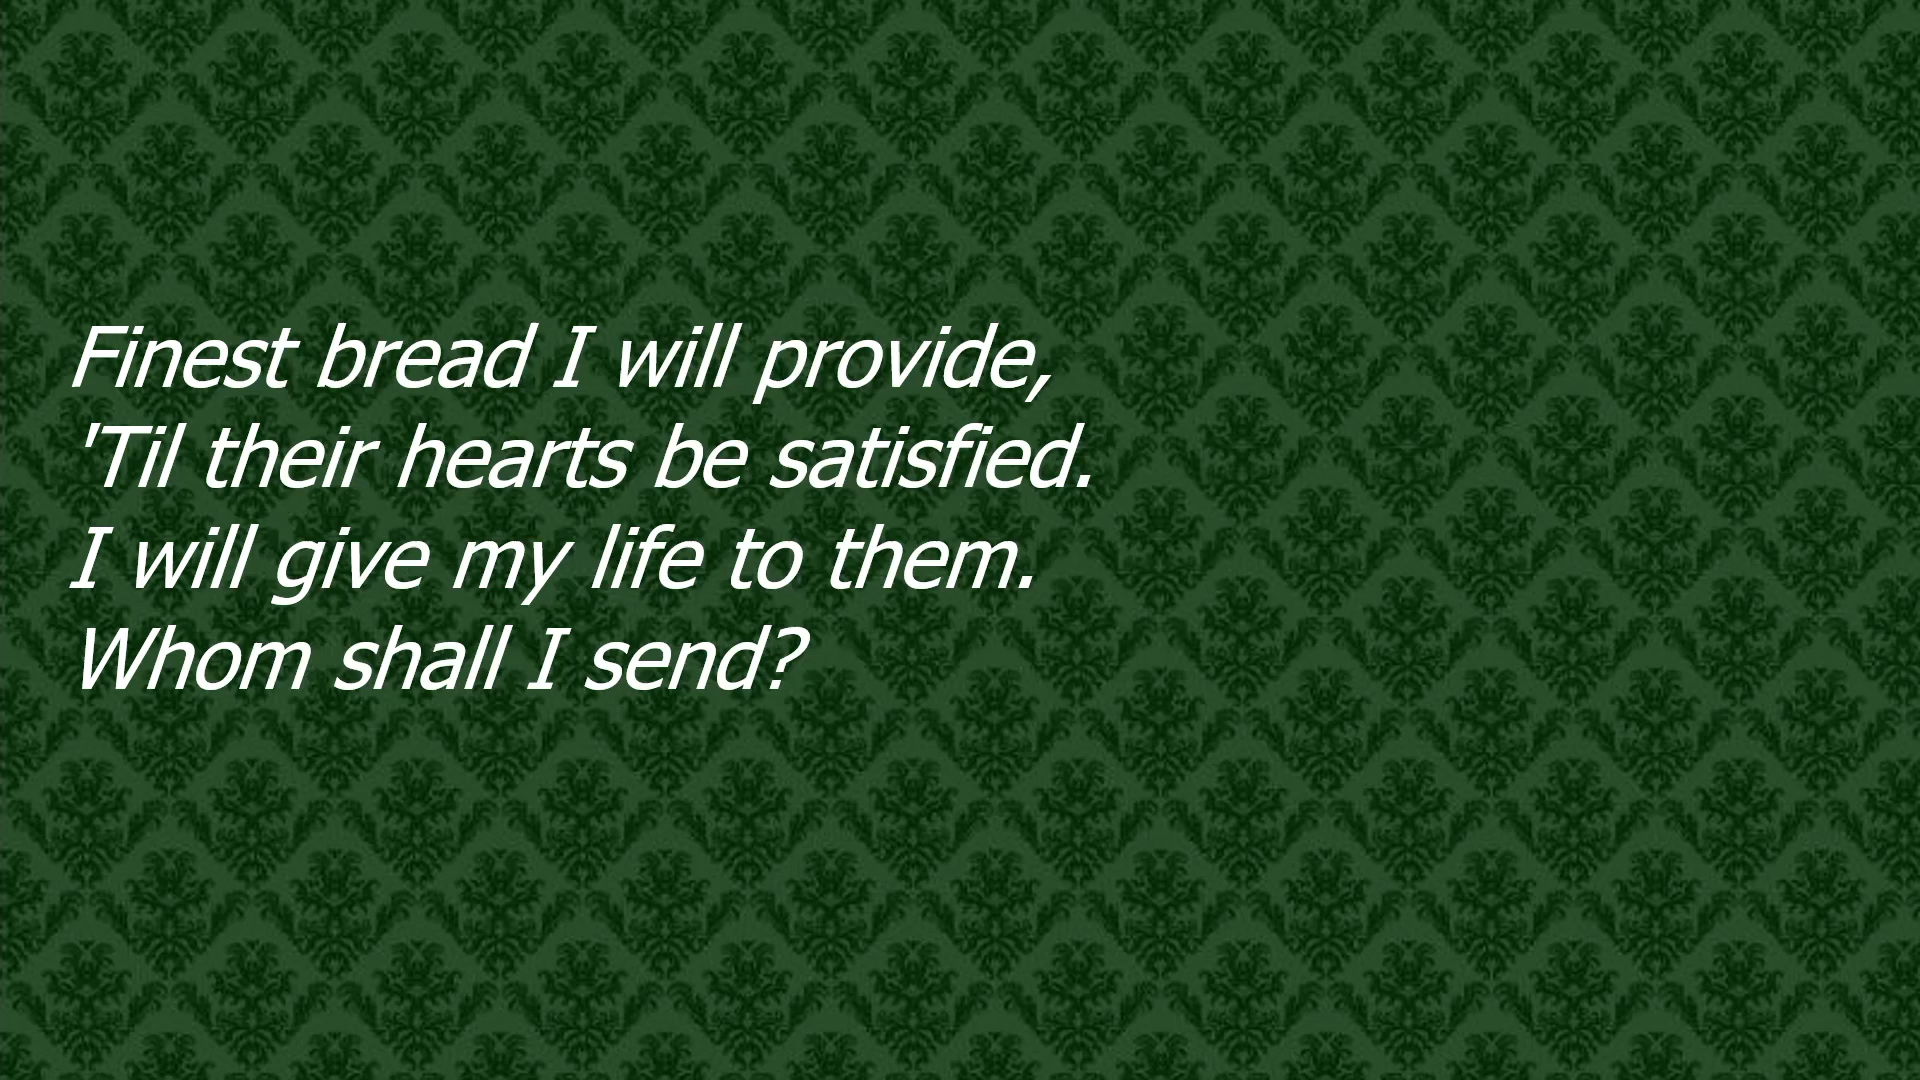 Finest bread I will provide,
'Til their hearts be satisfied.
I will give my life to them.
Whom shall I send?